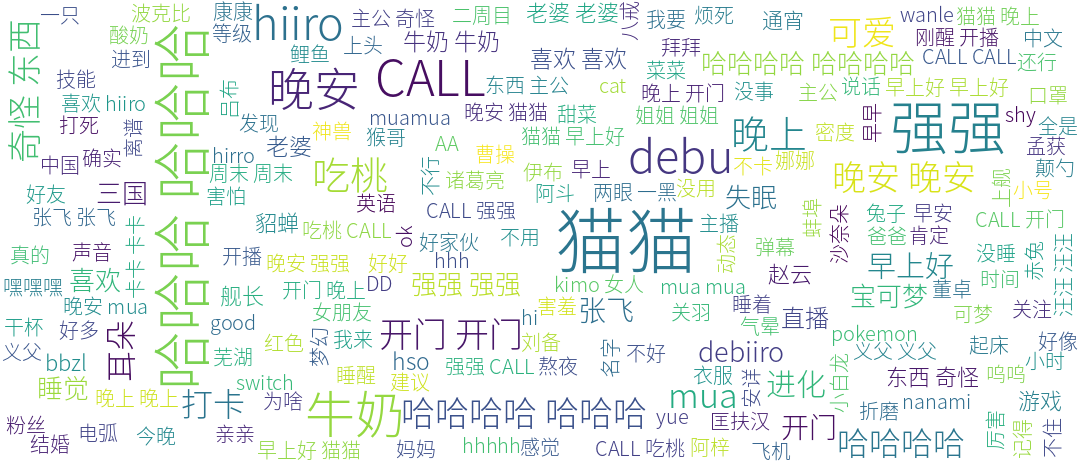 一只
波克比
康康
hiiro
主公 奇怪
二周目
老婆 老婆
八戒
我要
烦死
通宵
可爱
wanle
猫猫 晚上
奇怪 东西
酸奶
等级
鲤鱼
上头
牛奶 牛奶
喜欢 喜欢
拜拜
刚醒 开播
中文
进到
哈哈哈哈 哈哈哈哈
CALL CALL
还行
技能
晚安
CALL
东西 主公
菜菜
cat
晚上 开门
没事
主公
说话
早上好 早上好
口罩
喜欢 hiiro
吕布
晚安 猫猫
甜菜
姐姐 姐姐
强强
shy
打死
离谱
发现
神兽
muamua
猴哥
AA
猫猫 早上好
晚上
密度
早早
全是
孟获
中国
确实
hirro
老婆
曹操
debu
不卡
娜娜
颠勺
三国
周末 周末
吃桃
不行
诸葛亮
伊布
早上
两眼 一黑
没用
晚安 晚安
上舰
小号
好友
害怕
英语
阿斗
失眠
张飞 张飞
貂蝉
CALL 强强
猫猫
主播
蚌埠
沙奈朵
兔子
早安
CALL 开门
真的
声音
卡卡 卡卡
哈哈哈哈 哈哈哈哈
开播
吃桃 CALL
ok
好家伙
不用
动态
弹幕
爸爸
肯定
没睡
赤兔
汪汪 汪汪
嘿嘿嘿
喜欢
晚安 强强
好好
hhh
赵云
早上好
时间
晚安 mua
舰长
开门 晚上
DD
强强 强强
kimo 女人
mua mua
宝可梦
董卓
干杯
好多
女朋友
hi
害羞
张飞
关羽
睡着
直播
可梦
关注
义父
耳朵
good
梦幻
我来
开门 开门
刘备
气晕
pokemon
好像
bbzl
芜湖
红色
hso
强强 CALL
熬夜
名字
不好
debiiro
小白龙
义父 义父
起床
小时
睡觉
switch
睡醒
建议
衣服
安详
进化
东西 奇怪
呜呜
晚上 晚上
打卡
为啥
牛奶
哈哈哈哈 哈哈哈
mua
折磨
nanami
游戏
粉丝
电弧
今晚
亲亲
yue
匡扶汉
开门
厉害
记得
不住
结婚
早上好 猫猫
妈妈
hhhhh
感觉
CALL 吃桃
阿梓
飞机
哈哈哈哈